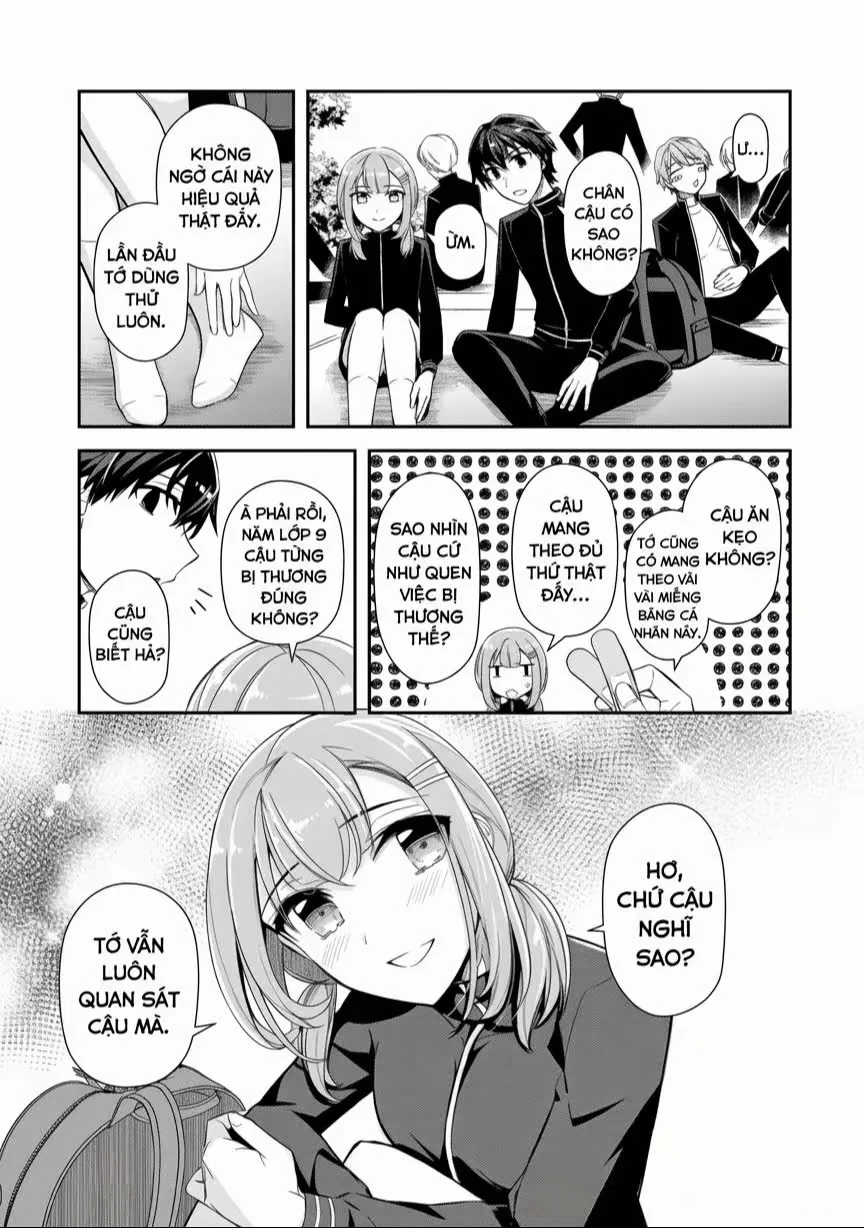 Ư...
CHÂN
CẬU CÓ
SAO
KHÔNG?
ỪM.
KHÔNG
NGỜ CÁI NÀY
HIỆU QUẢ
THẬT ĐẤY.
LẦN ĐẦU
TỚ DÙNG
THỬ
LUÔN.
CẬU ĂN
KẸO
KHÔNG?
TỚ CŨNG
CÓ MANG
THEO VÀI
VÀI MIẾNG
BĂNG CÁ
NHÂN NÀY.
CẬU
MANG
THEO ĐỦ
THỨ THẬT
ĐẤY...
SAO NHÌN
CẬU CỨ
NHƯ QUEN
VIỆC BỊ
THƯƠNG
THẾ?
À PHẢI RỒI,
NĂM LỚP 9
CẬU TỪNG
BỊ THƯƠNG
ĐÚNG
KHÔNG?
CẬU
CŨNG
BIẾT HẢ?
HƠ,
CHỨ CẬU
NGHĨ
SAO?
TỚ VẪN
LUÔN
QUAN SÁT
CẬU MÀ.